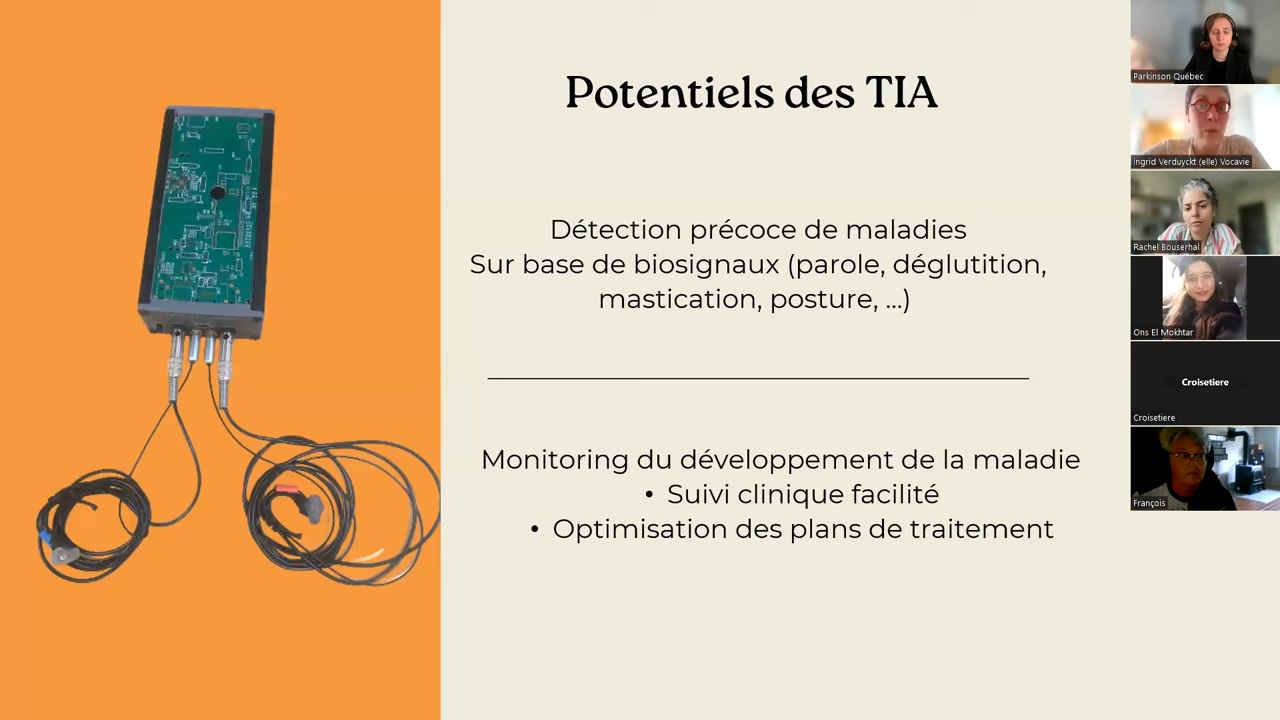 Potentiels des TIA
Détection précoce de maladies
Sur base de biosignaux (parole, déglutition,
mastication, posture, ...)
Monitoring du développement de la maladie
• Suivi clinique facilité
• Optimisation des plans de traitement
Parkinson Québec
Ingrid Verduyckt (elle) Vocavie
Rachel Bouserhal
Ons El Mokhtar
Croisetiere
Croisetiere
François